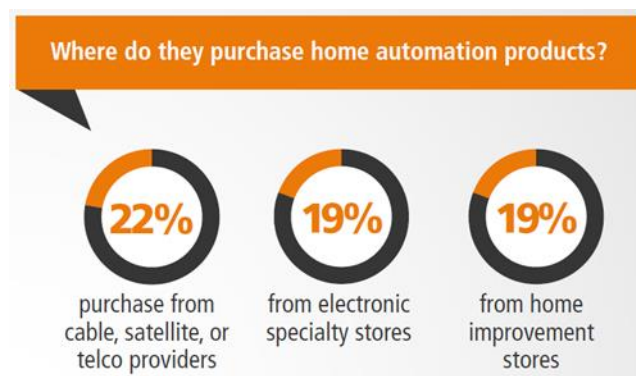 Where do they purchase home automation products?
22%
purchase from
cable, satellite, or
telco providers
19%
from electronic
specialty stores
19%
from home
improvement
stores